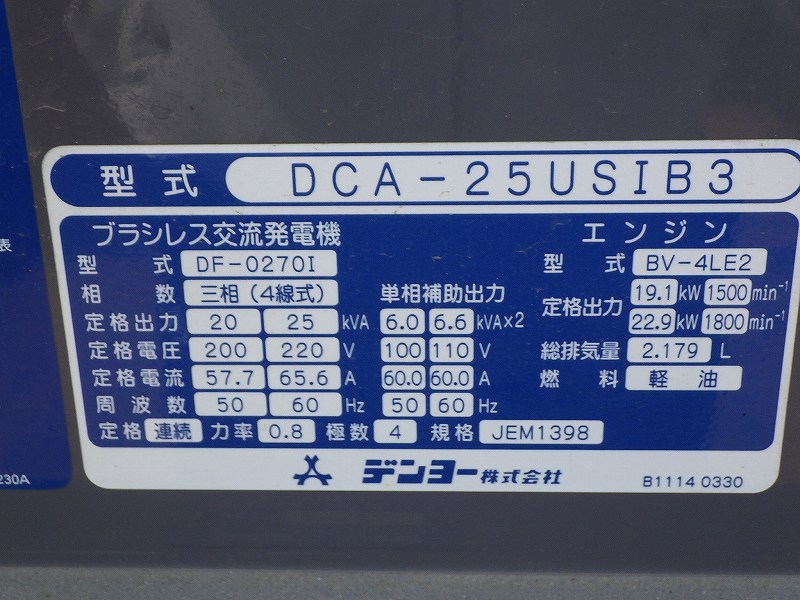 型式 DCA-25USIB3
ブラシレス交流発電機
型式 DF-0270I
相数 三相(4線式) 単相補助出力
定格出力 20 25 kVA 6.0 6.6 kVA×2
定格電圧 200 220 V 100 110 V
定格電流 57.7 65.6 A 60.0 60.0 A
周波数 50 60 Hz 50 60 Hz
エンジン
型式 BV-4LE2
定格出力 19.1 kW 1500 min⁻¹
22.9 kW 1800 min⁻¹
総排気量 2.179 L
燃料 軽油
定格 連続 力率 0.8 極数 4 規格 JEM1398
デンヨー株式会社 B1114 0330
表
230A